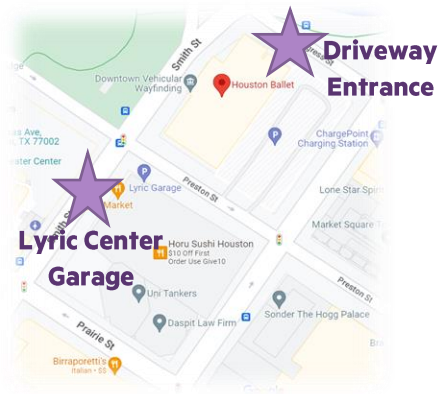 Smith St
Driveway
Entrance
Downtown Vehicular
Wayfinding
Houston Ballet
ChargePoint
Charging Station
TX 77002
Lyric Garage
Preston St
Lone Star
Market
Market Square
Lyric Center
Garage
Horu Sushi Houston
$10 Off First
Order Use Give10
Preston St
Uni Tankers
Sonder The Hogg Palace
Daspit Law Firm
Prairie St
Birraporetti's
Italian • $$